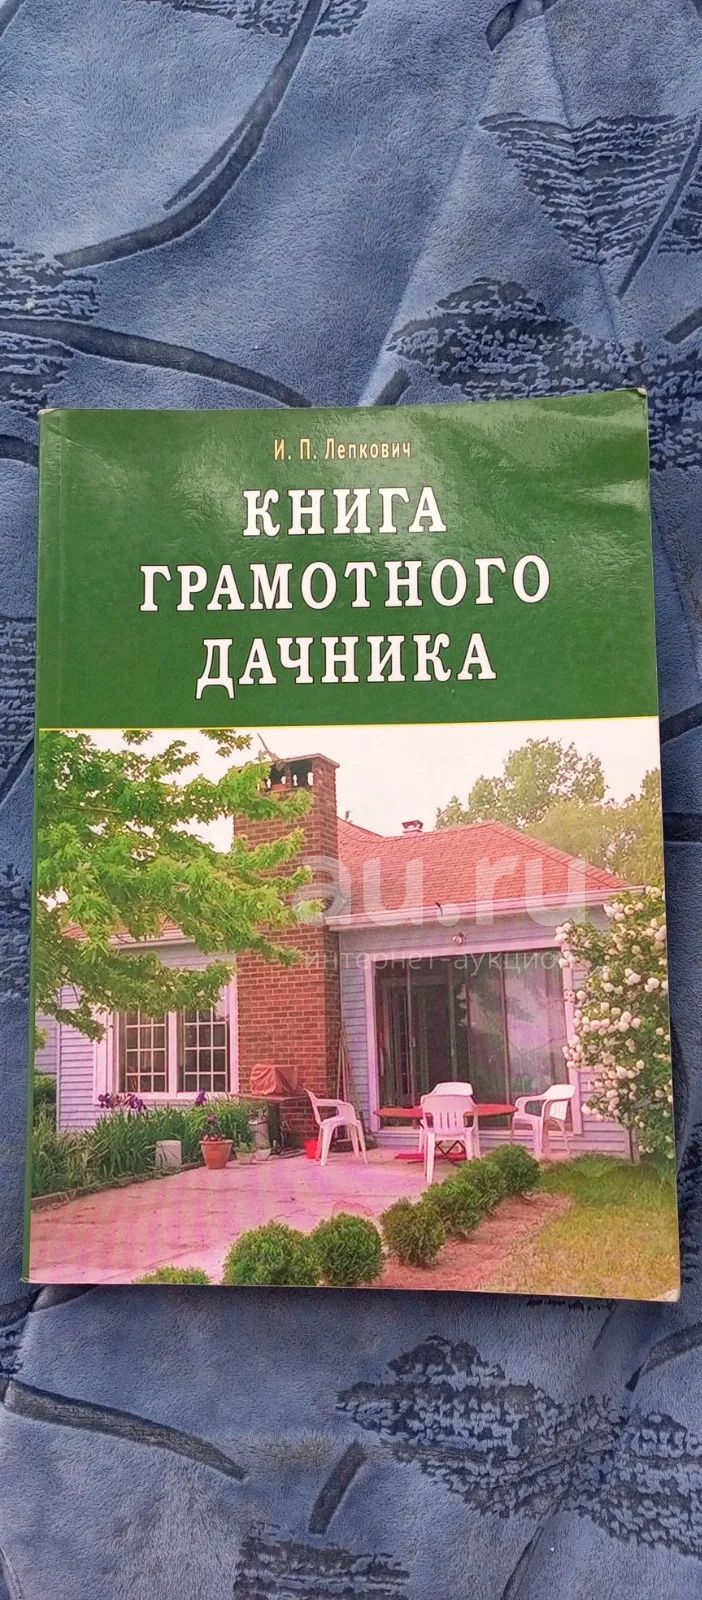 И. П. Лепкович
КНИГА
ГРАМОТНОГО
ДАЧНИКА
au.ru
интернет-аукцион